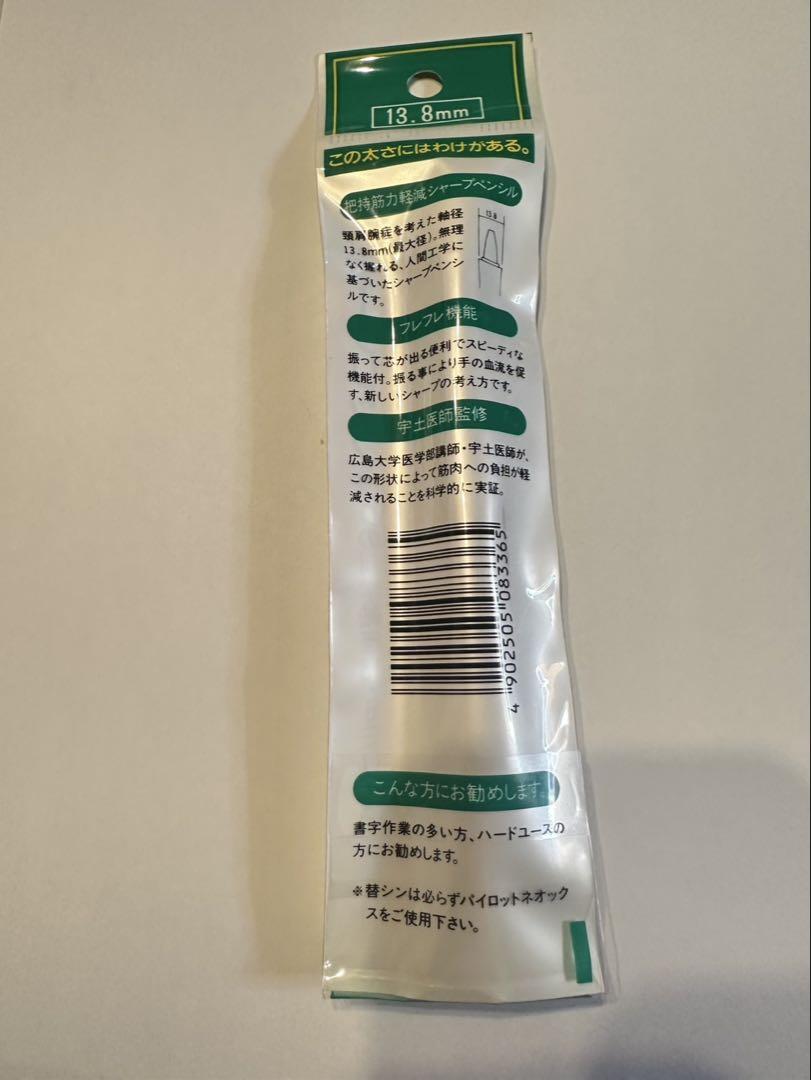 13.8mm
この太さにはわけがある。
把持筋力軽減シャープペンシル
13.8
頸肩腕症を考えた軸径
13.8mm(最大径)。無理
なく握れる、人間工学に
基づいたシャープペンシ
ルです。
フレフレ機能
振って芯が出る便利でスピーディな
機能付。振る事により手の血流を促
す、新しいシャープの考え方です。
宇土医師監修
広島大学医学部講師・宇土医師が、
この形状によって筋肉への負担が軽
減されることを科学的に実証。
4 902505 083365
こんな方にお勧めします。
書字作業の多い方、ハードユースの
方にお勧めします。
※替シンは必らずパイロットネオック
スをご使用下さい。